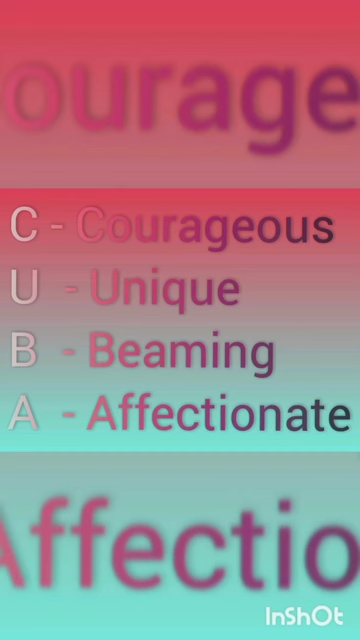 ourage
C - Courageous
U - Unique
B - Beaming
A - Affectionate
Affectio
InShOt